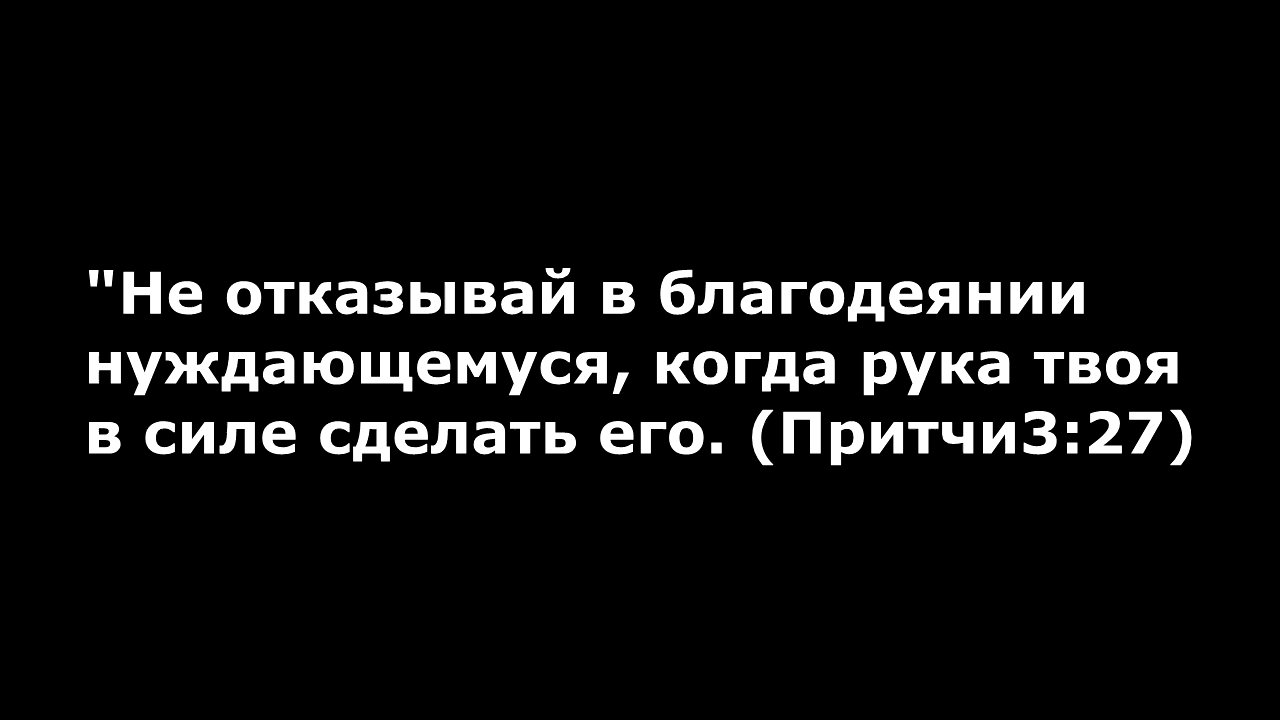 "Не отказывай в благодеянии
нуждающемуся, когда рука твоя
в силе сделать его. (Притчи3:27)